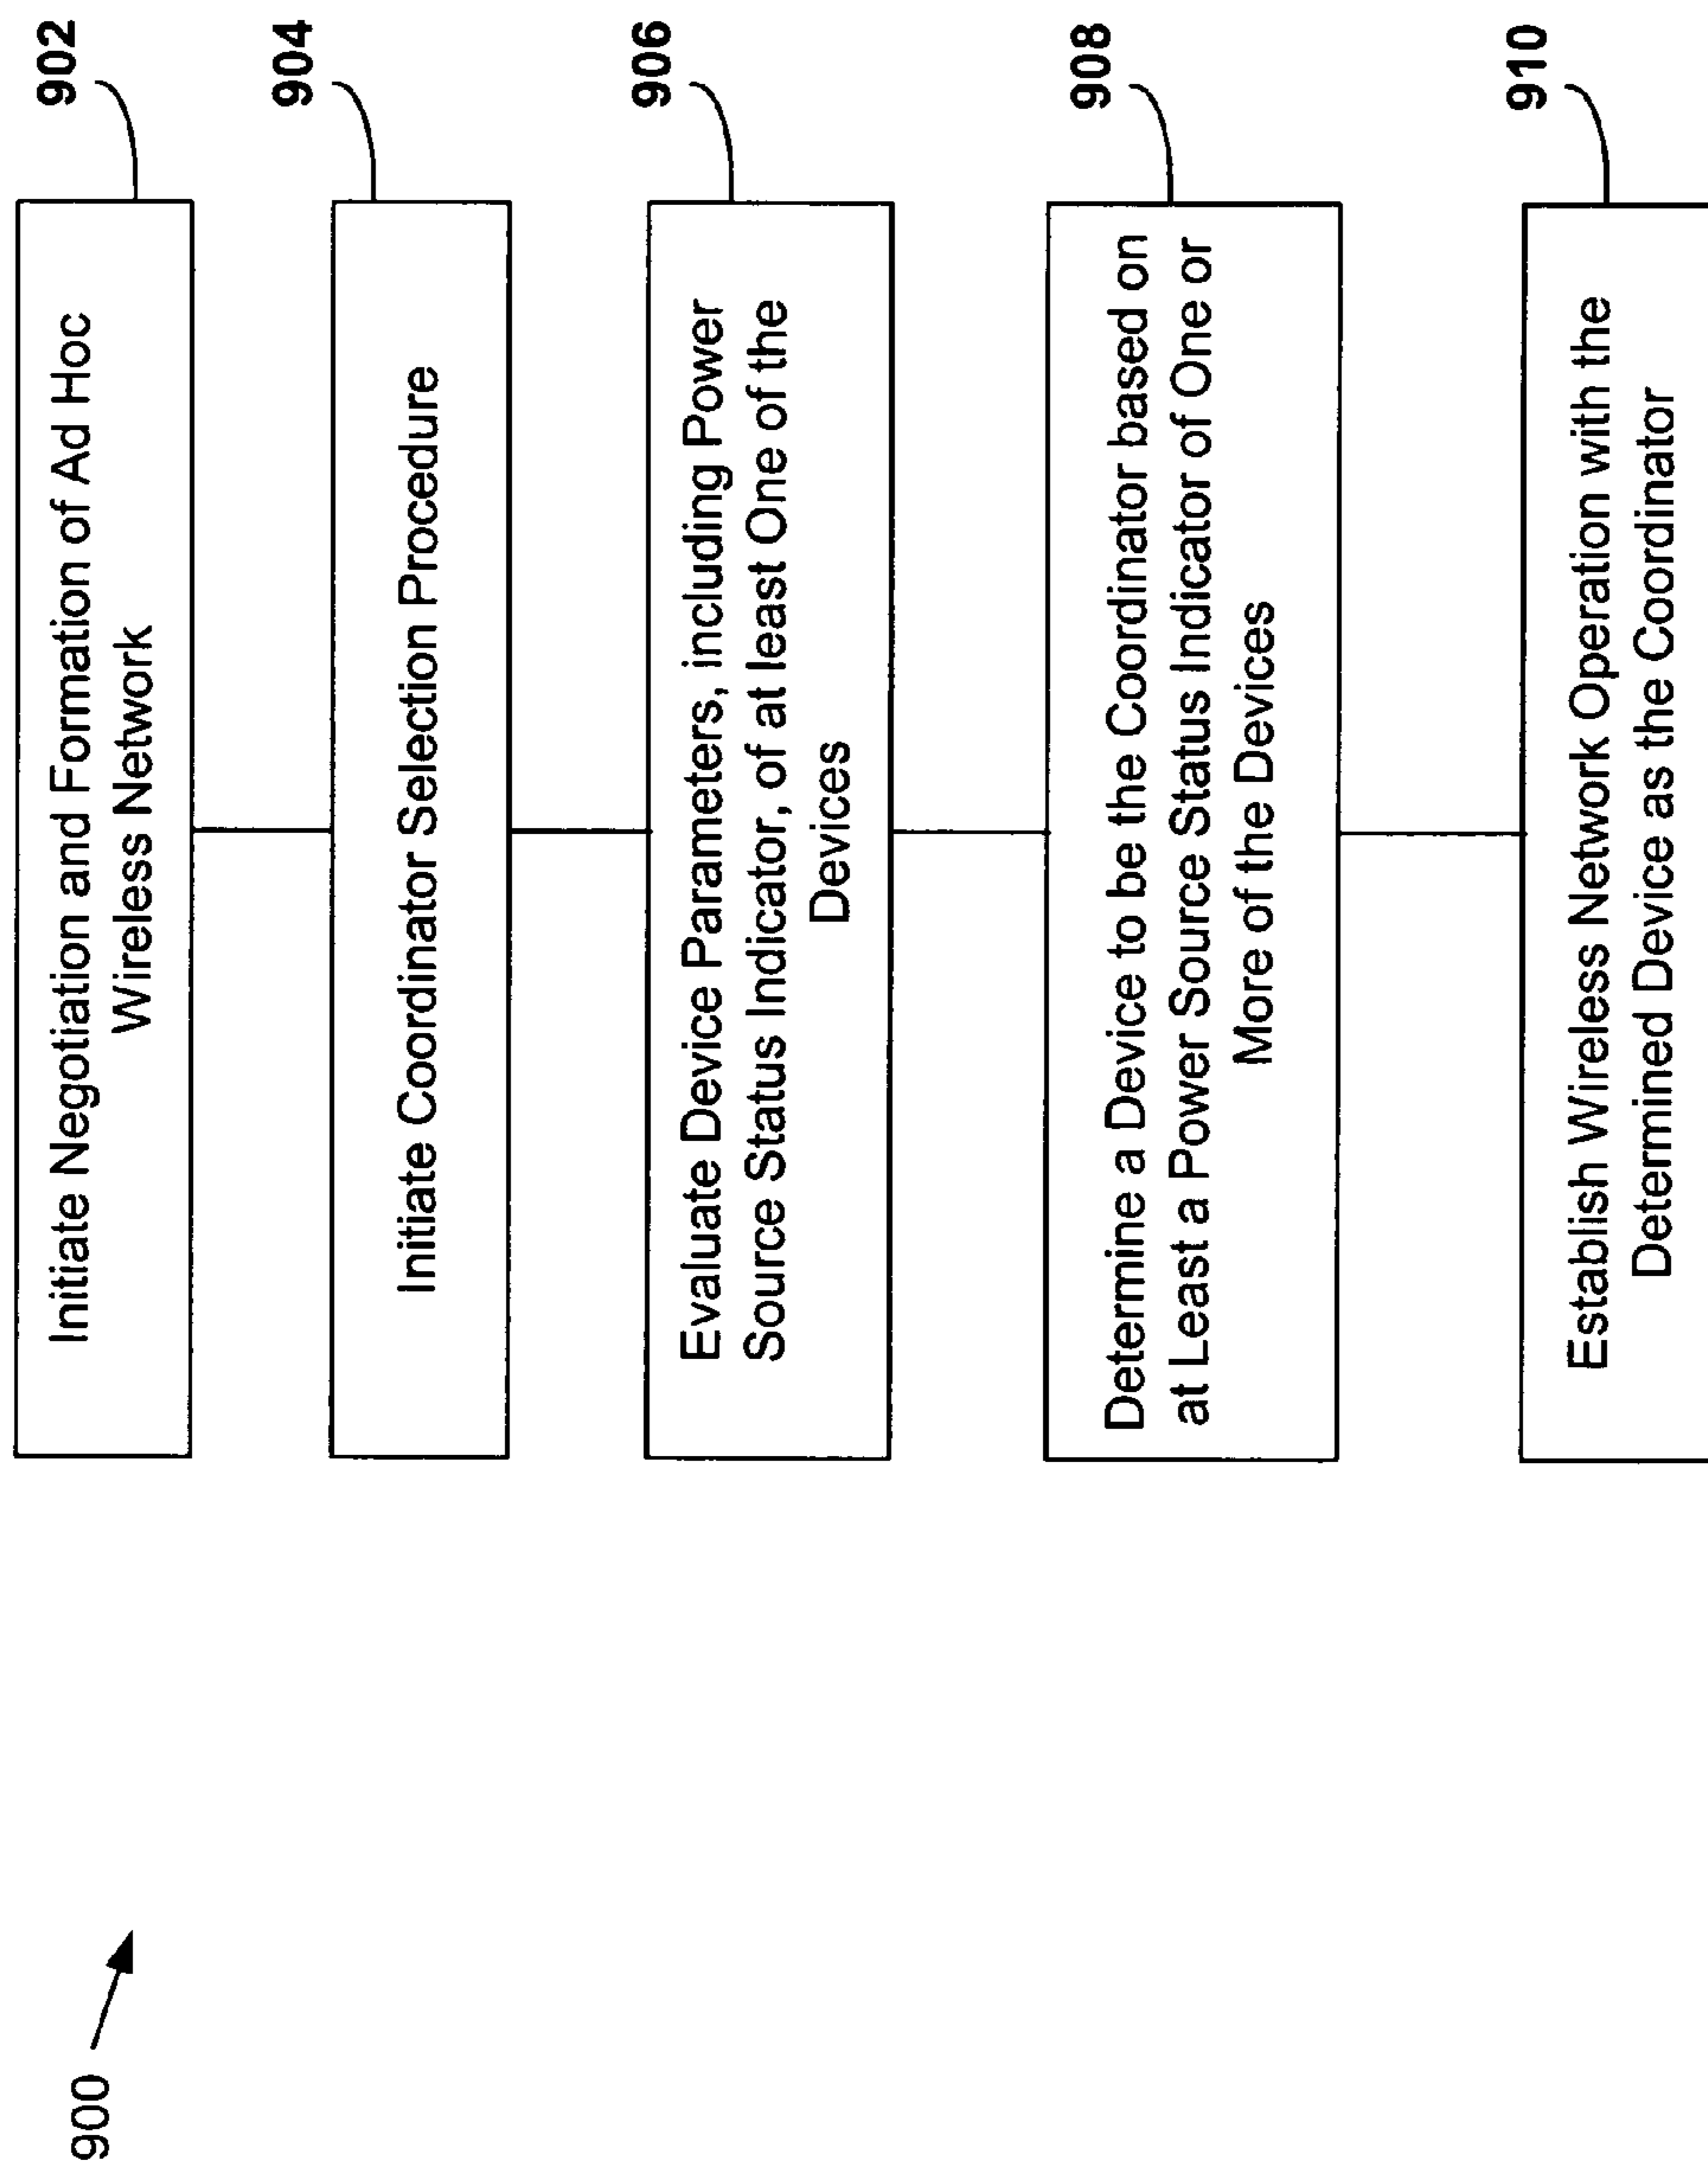 900
902
Initiate Negotiation and Formation of Ad Hoc
Wireless Network
904
Initiate Coordinator Selection Procedure
906
Evaluate Device Parameters, including Power
Source Status Indicator, of at least One of the
Devices
908
Determine a Device to be the Coordinator based on
at Least a Power Source Status Indicator of One or
More of the Devices
910
Establish Wireless Network Operation with the
Determined Device as the Coordinator